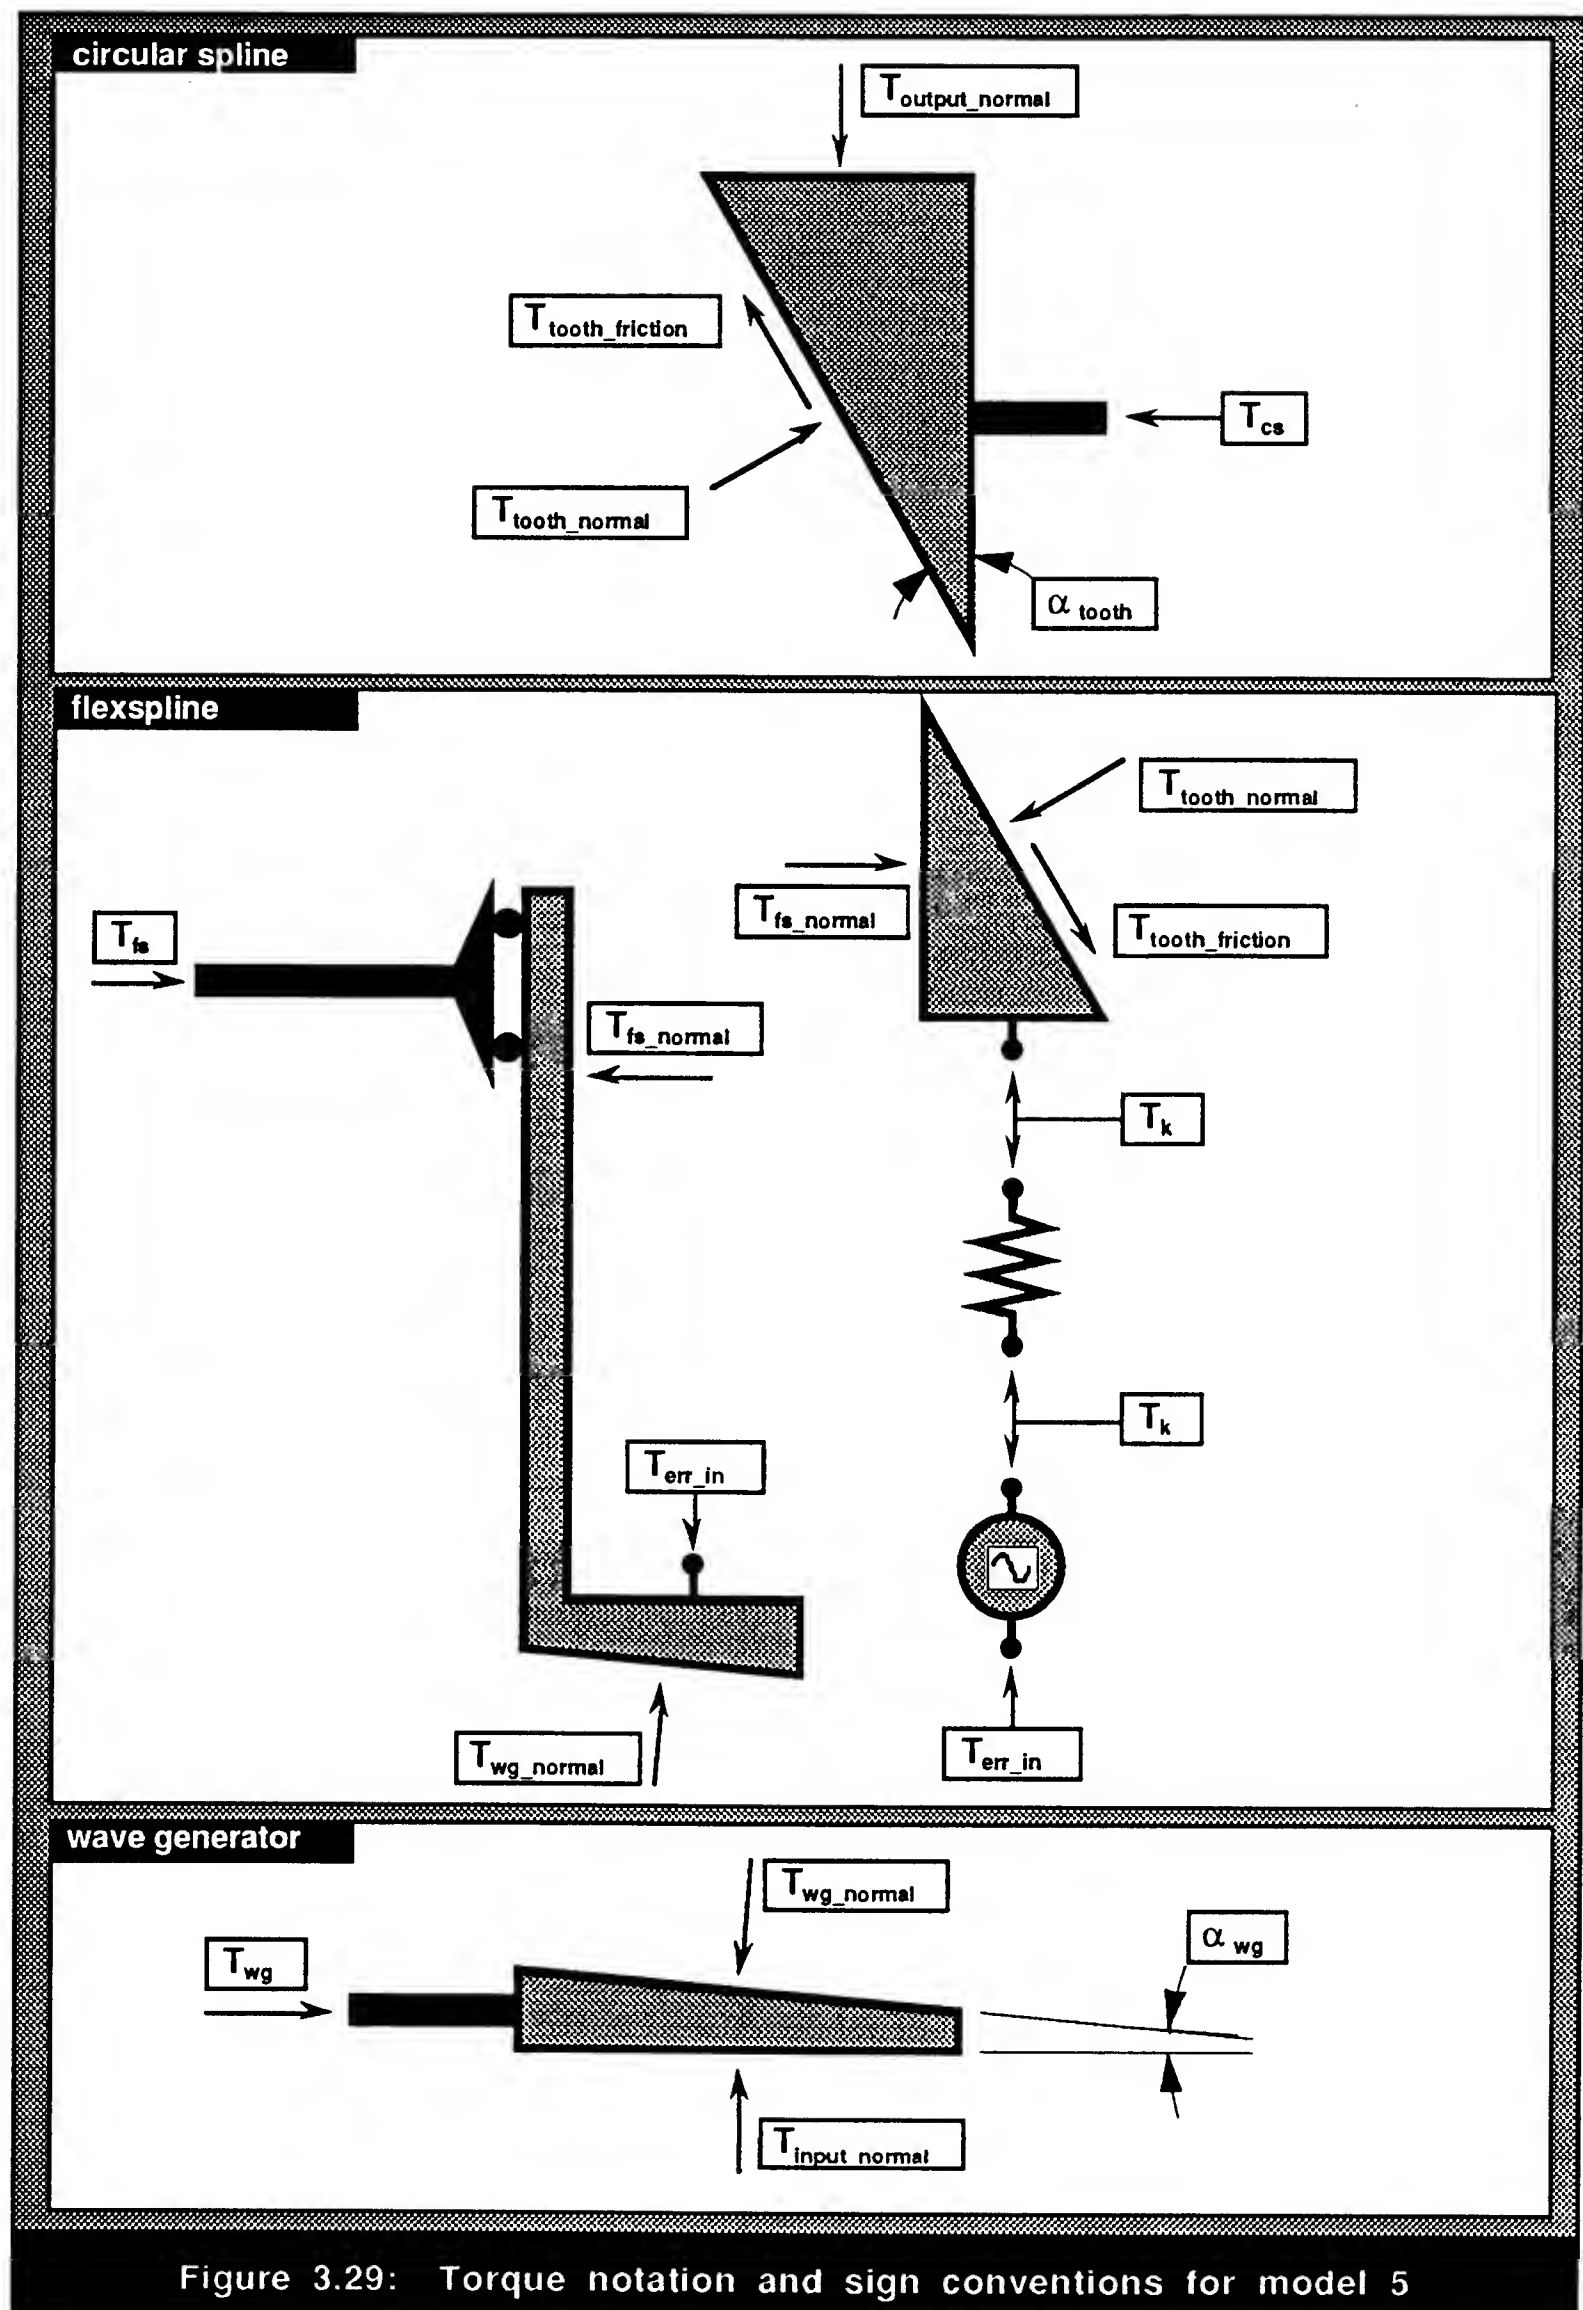 circular spline
T output_normal
T tooth_friction
T cs
T tooth_normal
α tooth
flexspline
T tooth_normal
T fs_normal
T fs
T tooth_friction
T fs_normal
T k
T k
T err_in
T wg_normal
T err_in
wave generator
T wg_normal
α wg
T wg
T input_normal
Figure 3.29: Torque notation and sign conventions for model 5